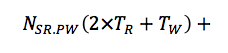 N_{SR.PW}(2×T_R + T_W) +